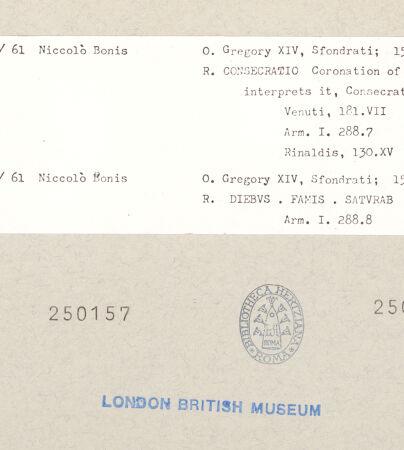 / 61 Niccolò Bonis O. Gregory XIV, Sfondrati; 15
R. CONSECRATIO Coronation of
interprets it, Consecrat
Venuti, 181.VII
Arm. I. 288.7
Rinaldis, 130.XV
/ 61 Niccolò Bonis O. Gregory XIV, Sfondrati; 15
R. DIEBVS . FAMIS . SATVRAB
Arm. I. 288.8
250157
250
BIBLIOTHECA HERTZIANA
ROMA
ROMA
LONDON BRITISH MUSEUM